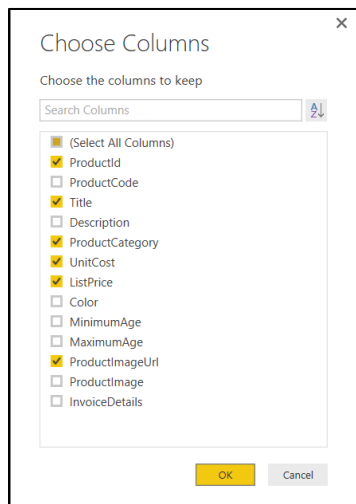 Choose Columns
Choose the columns to keep
Search Columns
(Select All Columns)
ProductId
ProductCode
Title
Description
ProductCategory
UnitCost
ListPrice
Color
MinimumAge
MaximumAge
ProductImageUrl
ProductImage
InvoiceDetails
OK Cancel